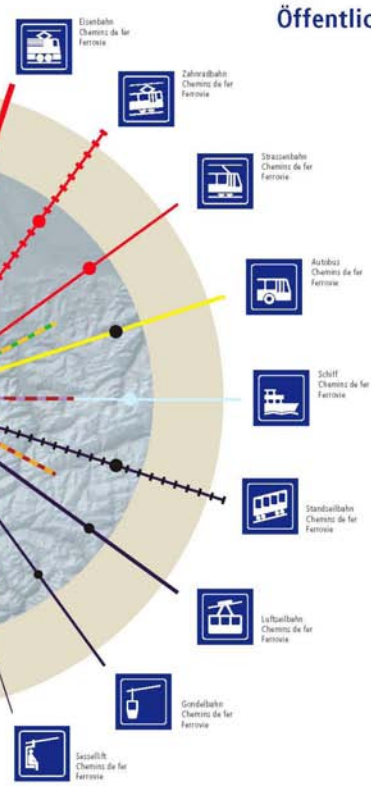 Öffentlic
Eisenbahn
Chemins de fer
Ferrovie
Zahnradbahn
Chemins de fer
Ferrovie
Strassenbahn
Chemins de fer
Ferrovie
Autobus
Chemins de fer
Ferrovie
Schiff
Chemins de fer
Ferrovie
Standseilbahn
Chemins de fer
Ferrovie
Luftseilbahn
Chemins de fer
Ferrovie
Gondelbahn
Chemins de fer
Ferrovie
Sessellift
Chemins de fer
Ferrovie